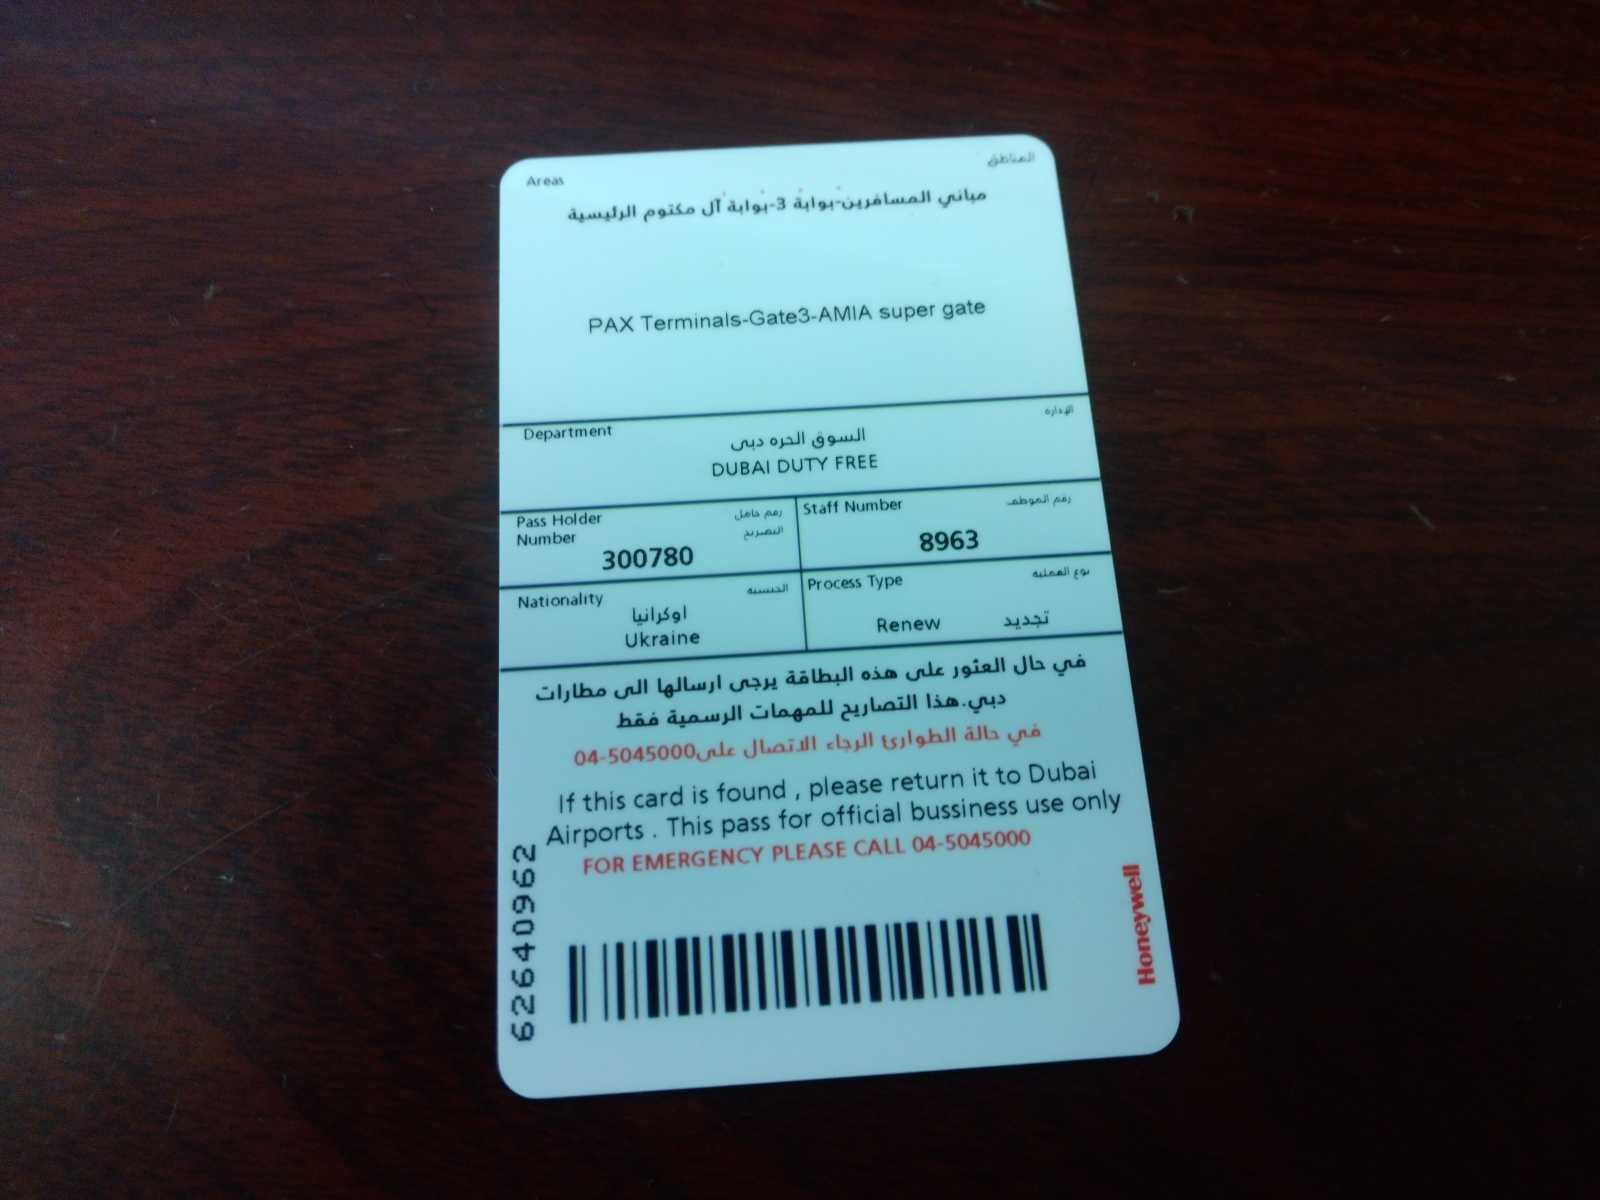 Areas المناطق
مباني المسافرين-بوابة 3-بوابة آل مكتوم الرئيسية
PAX Terminals-Gate3-AMIA super gate
Department الإدارة
السوق الحره دبى
DUBAI DUTY FREE
Pass Holder رقم حامل
Number التصريح
300780
Staff Number رقم الموظف
8963
Nationality الجنسية
اوكرانيا
Ukraine
Process Type نوع العملية
Renew تجديد
في حال العثور على هذه البطاقة يرجى ارسالها الى مطارات
دبي.هذا التصاريح للمهمات الرسمية فقط
في حالة الطوارئ الرجاء الاتصال على04-5045000
If this card is found , please return it to Dubai
Airports . This pass for official bussiness use only
FOR EMERGENCY PLEASE CALL 04-5045000
62640962
Honeywell